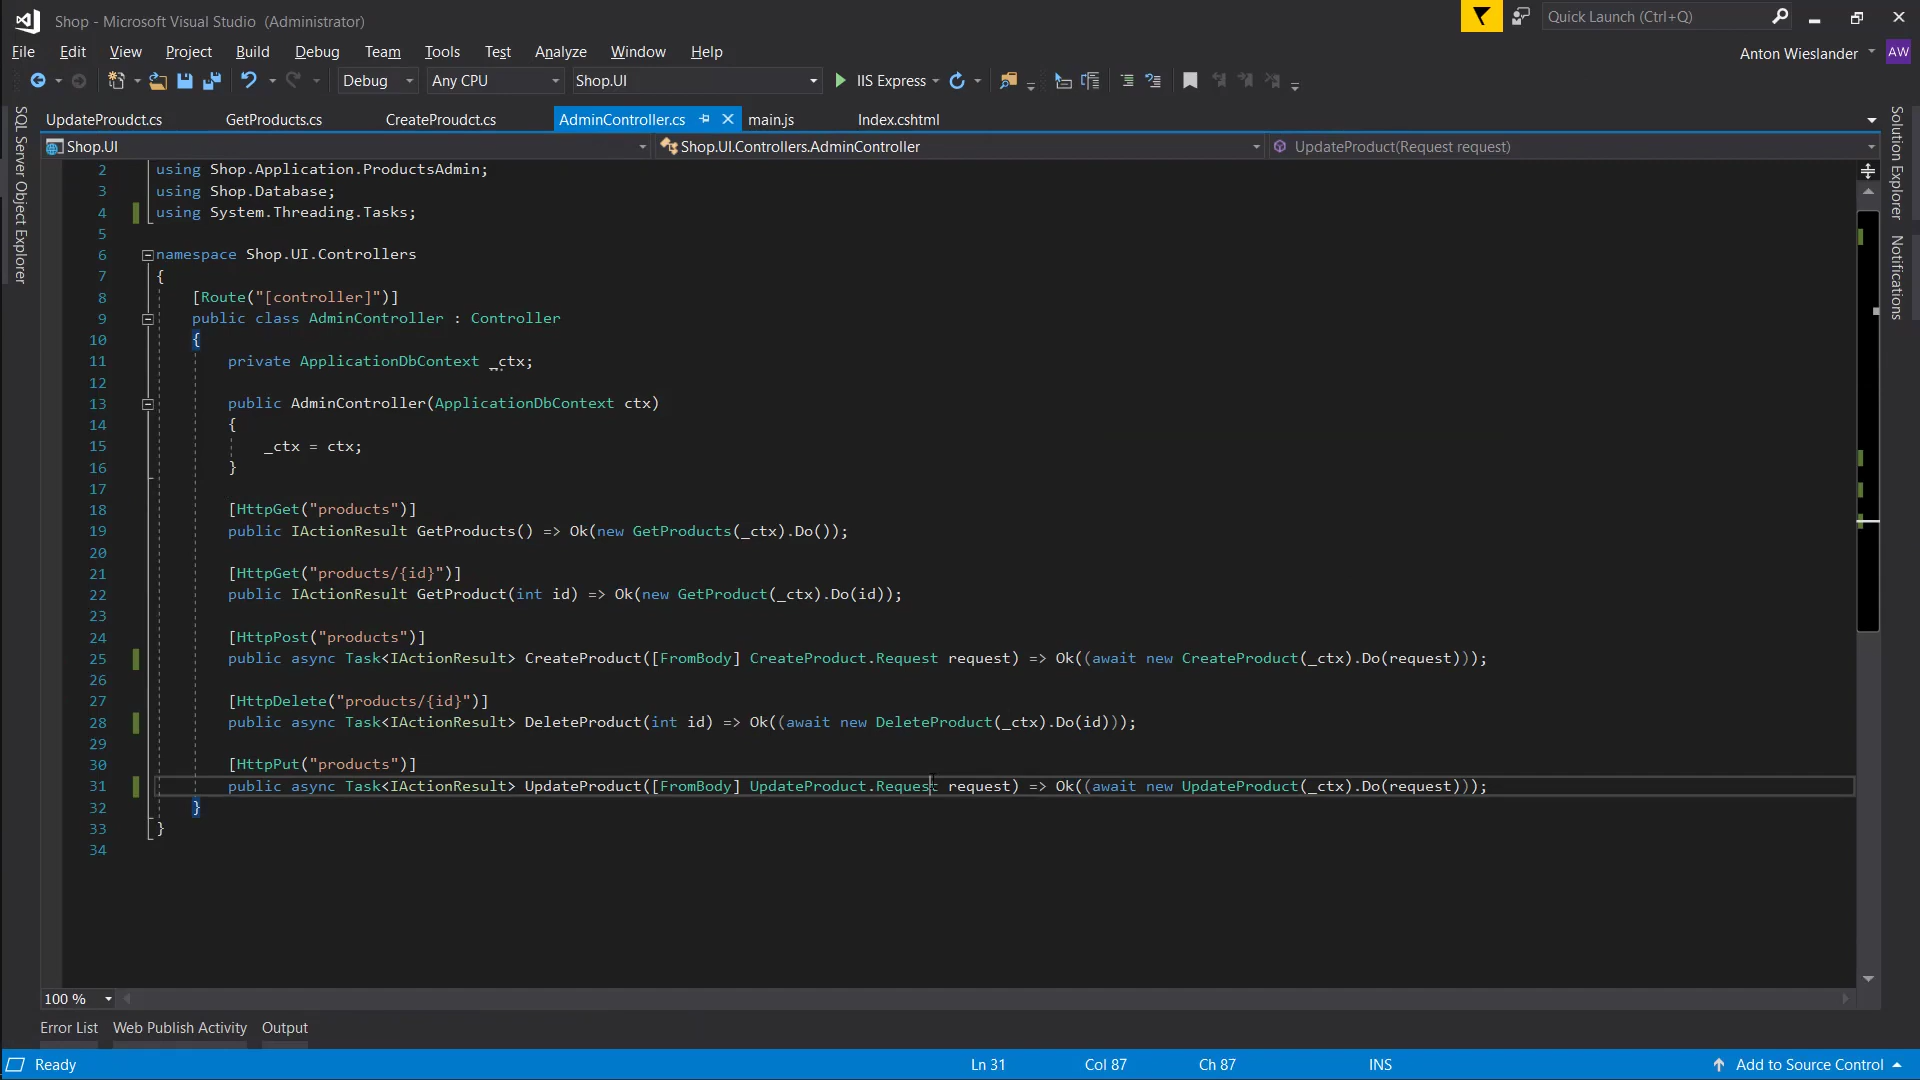 Shop - Microsoft Visual Studio (Administrator)
Quick Launch (Ctrl+Q)
File Edit View Project Build Debug Team Tools Test Analyze Window Help
Anton Wieslander AW
Debug Any CPU Shop.UI IIS Express
SQL Server Object Explorer
Solution Explorer
Notifications
UpdateProudct.cs GetProducts.cs CreateProudct.cs AdminController.cs main.js Index.cshtml
Shop.UI Shop.UI.Controllers.AdminController UpdateProduct(Request request)
2 using Shop.Application.ProductsAdmin;
3 using Shop.Database;
4 using System.Threading.Tasks;
5
6 namespace Shop.UI.Controllers
7 {
8 [Route("[controller]")]
9 public class AdminController : Controller
10 {
11 private ApplicationDbContext _ctx;
12
13 public AdminController(ApplicationDbContext ctx)
14 {
15 _ctx = ctx;
16 }
17
18 [HttpGet("products")]
19 public IActionResult GetProducts() => Ok(new GetProducts(_ctx).Do());
20
21 [HttpGet("products/{id}")]
22 public IActionResult GetProduct(int id) => Ok(new GetProduct(_ctx).Do(id));
23
24 [HttpPost("products")]
25 public async Task<IActionResult> CreateProduct([FromBody] CreateProduct.Request request) => Ok((await new CreateProduct(_ctx).Do(request)));
26
27 [HttpDelete("products/{id}")]
28 public async Task<IActionResult> DeleteProduct(int id) => Ok((await new DeleteProduct(_ctx).Do(id)));
29
30 [HttpPut("products")]
31 public async Task<IActionResult> UpdateProduct([FromBody] UpdateProduct.Request request) => Ok((await new UpdateProduct(_ctx).Do(request)));
32 }
33 }
34
100 %
Error List Web Publish Activity Output
Ready Ln 31 Col 87 Ch 87 INS Add to Source Control